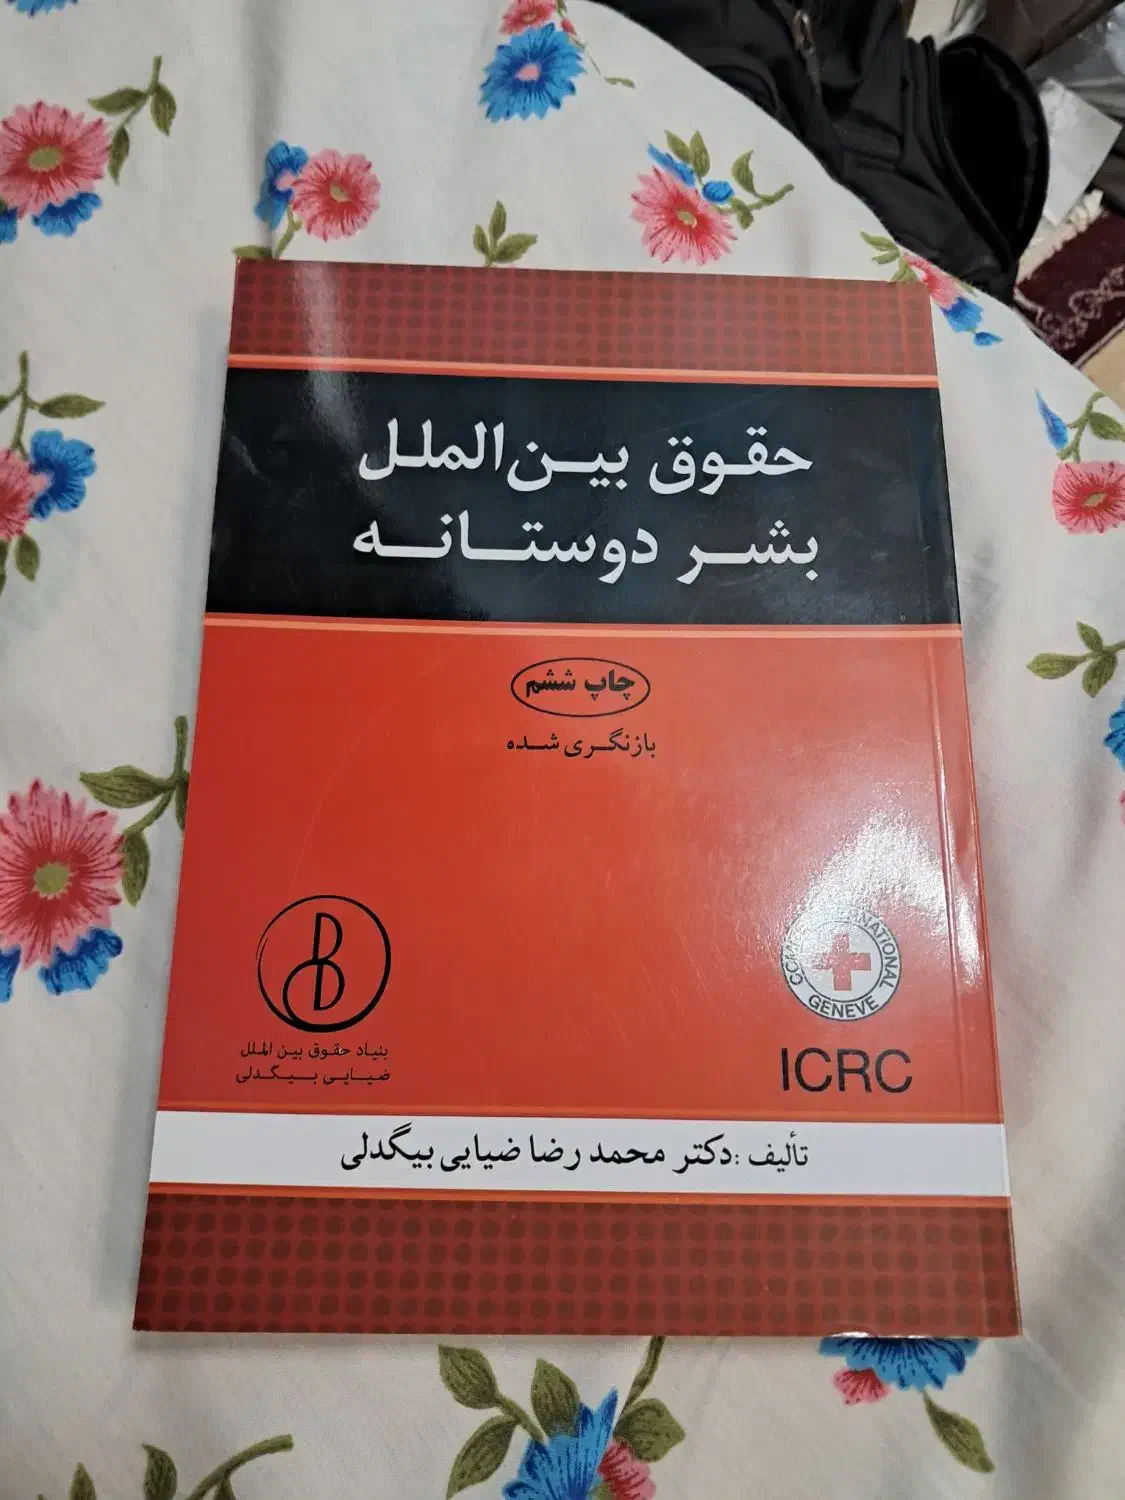 حقوق بین‌الملل
بشر دوستانه
چاپ ششم
بازنگری شده
INTERNATIONAL
GENEVE
ICRC
بنیاد حقوق بین الملل
ضیایی بیگدلی
تألیف: دکتر محمد رضا ضیایی بیگدلی